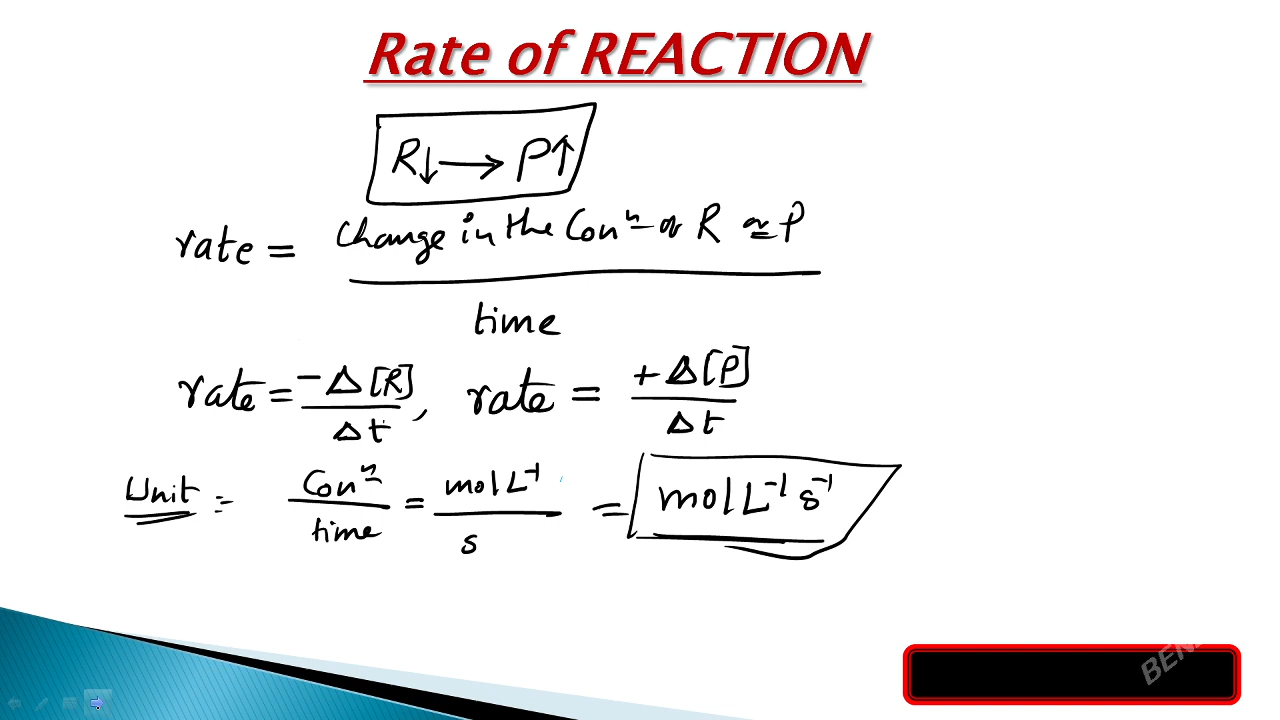 Rate of REACTION
R↓ ⟶ P↑
rate = Change in the Conⁿ of R or P
time
rate = −Δ[R] / Δt, rate = +Δ[P] / Δt
Unit = Conⁿ / time = mol L⁻¹ / s = mol L⁻¹ s⁻¹